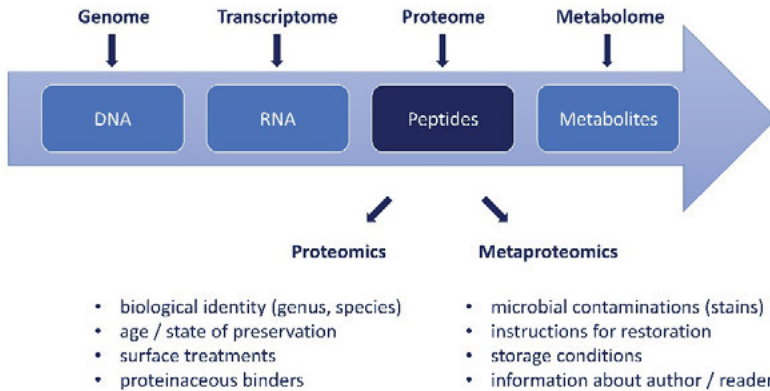 Genome Transcriptome Proteome Metabolome
DNA RNA Peptides Metabolites
Proteomics Metaproteomics
• biological identity (genus, species)
• age / state of preservation
• surface treatments
• proteinaceous binders
• microbial contaminations (stains)
• instructions for restoration
• storage conditions
• information about author / reader